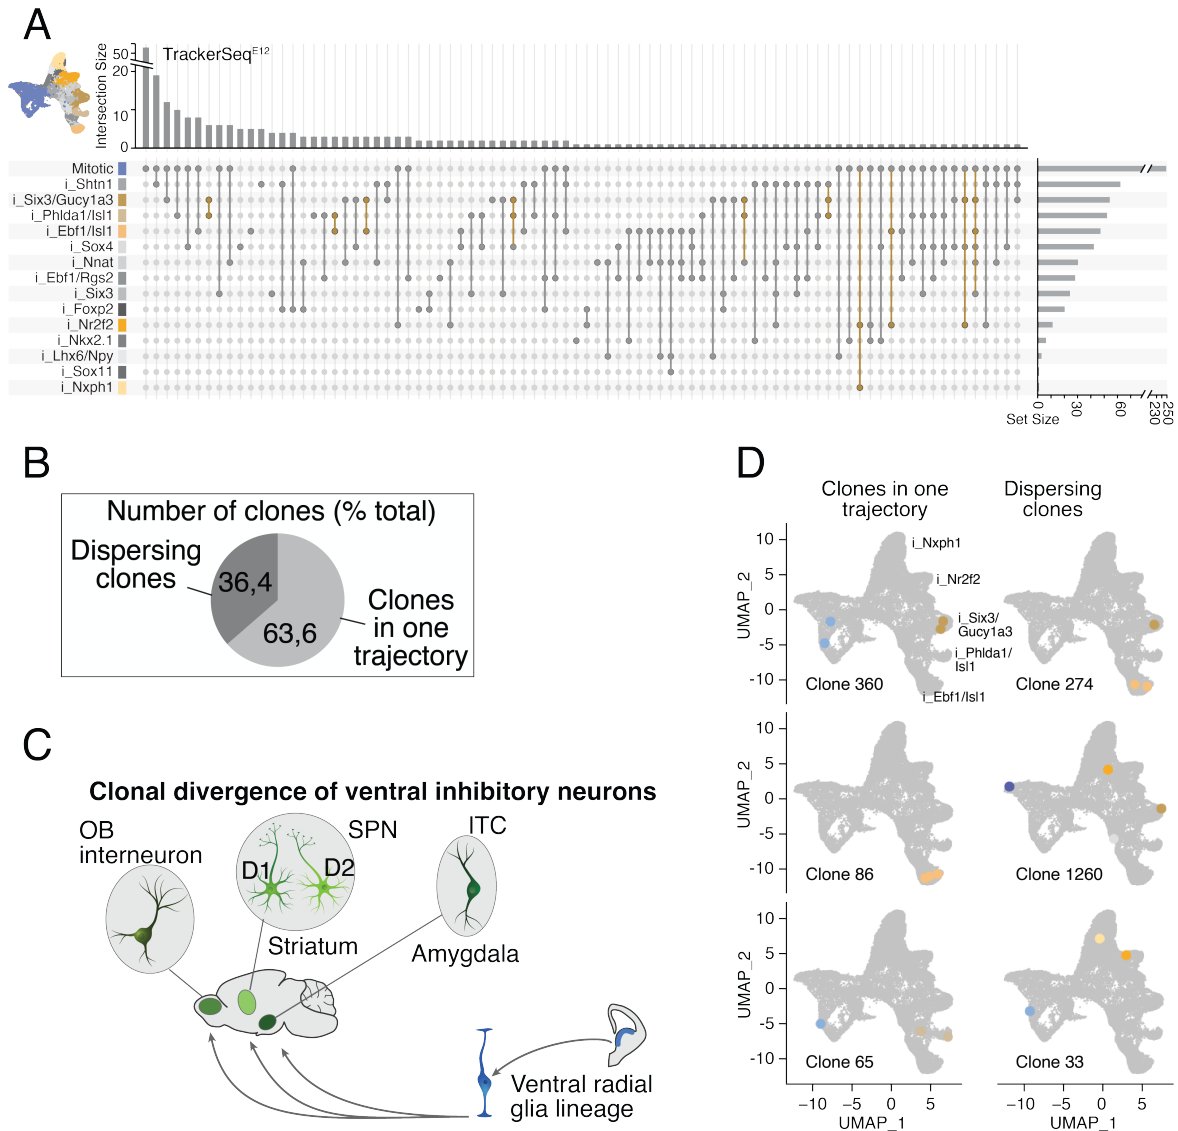 A
TrackerSeqE12
Intersection Size
50
20
10
0
Mitotic
i_Shtn1
i_Six3/Gucy1a3
i_Phlda1/Isl1
i_Ebf1/Isl1
i_Sox4
i_Nnat
i_Ebf1/Rgs2
i_Six3
i_Foxp2
i_Nr2f2
i_Nkx2.1
i_Lhx6/Npy
i_Sox11
i_Nxph1
0 30 60 230 250
Set Size
B
Number of clones (% total)
Dispersing
clones
36,4
63,6
Clones
in one
trajectory
C
Clonal divergence of ventral inhibitory neurons
OB
interneuron
SPN
D1
D2
ITC
Striatum
Amygdala
Ventral radial
glia lineage
D
Clones in one
trajectory
Dispersing
clones
UMAP_2
10
5
0
−5
-10
i_Nxph1
i_Nr2f2
i_Six3/
Gucy1a3
i_Phlda1/
Isl1
i_Ebf1/Isl1
Clone 360
Clone 274
UMAP_2
10
5
0
-5
-10
Clone 86
Clone 1260
UMAP_2
10
5
0
-5
-10
Clone 65
Clone 33
−10 −5 0 5
UMAP_1
−10 −5 0 5
UMAP_1